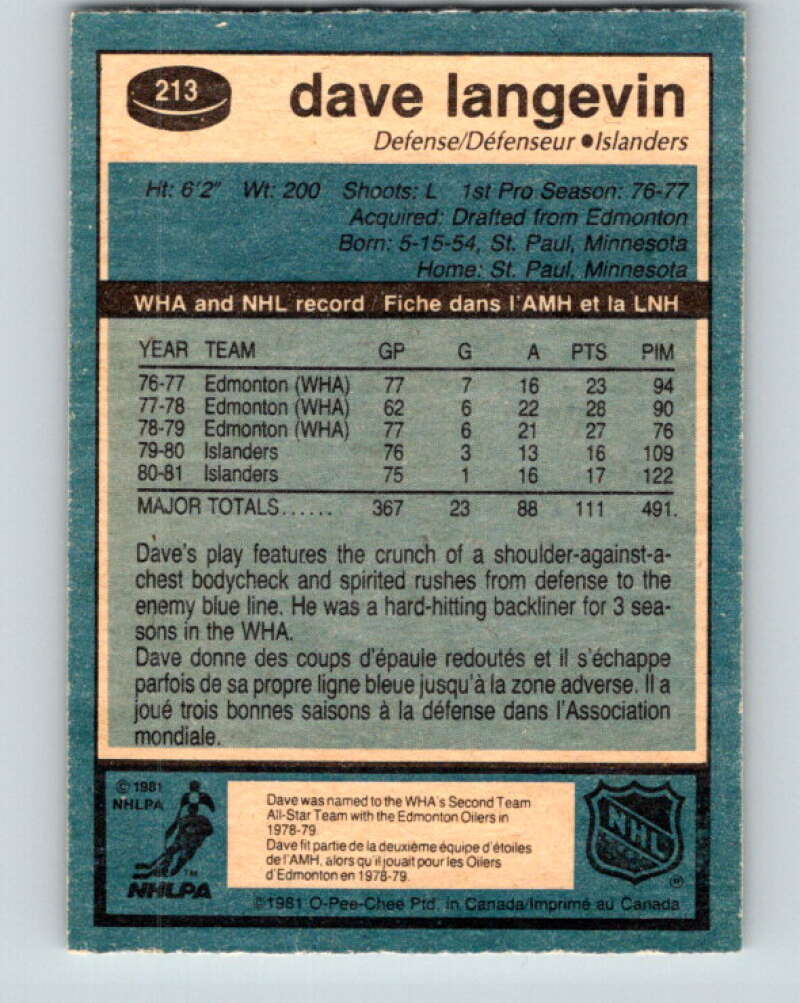 213
dave langevin
Defense/Défenseur ●Islanders
Ht: 6'2" Wt: 200 Shoots: L 1st Pro Season: 76-77
Acquired: Drafted from Edmonton
Born: 5-15-54, St. Paul, Minnesota
Home: St. Paul, Minnesota
WHA and NHL record / Fiche dans l'AMH et la LNH
YEAR TEAM GP G A PTS PIM
76-77 Edmonton (WHA) 77 7 16 23 94
77-78 Edmonton (WHA) 62 6 22 28 90
78-79 Edmonton (WHA) 77 6 21 27 76
79-80 Islanders 76 3 13 16 109
80-81 Islanders 75 1 16 17 122
MAJOR TOTALS...... 367 23 88 111 491.
Dave's play features the crunch of a shoulder-against-a-
chest bodycheck and spirited rushes from defense to the
enemy blue line. He was a hard-hitting backliner for 3 sea-
sons in the WHA.
Dave donne des coups d'épaule redoutés et il s'échappe
parfois de sa propre ligne bleue jusqu'à la zone adverse. Il a
joué trois bonnes saisons à la défense dans l'Association
mondiale.
© 1981
NHLPA
TM
NHLPA
Dave was named to the WHA's Second Team
All-Star Team with the Edmonton Oilers in
1978-79.
Dave fit partie de la deuxième équipe d'étoiles
de l'AMH, alors qu'il jouait pour les Oilers
d'Edmonton en 1978-79.
NHL
®
©1981 O-Pee-Chee Ptd. in Canada/Imprimé au Canada